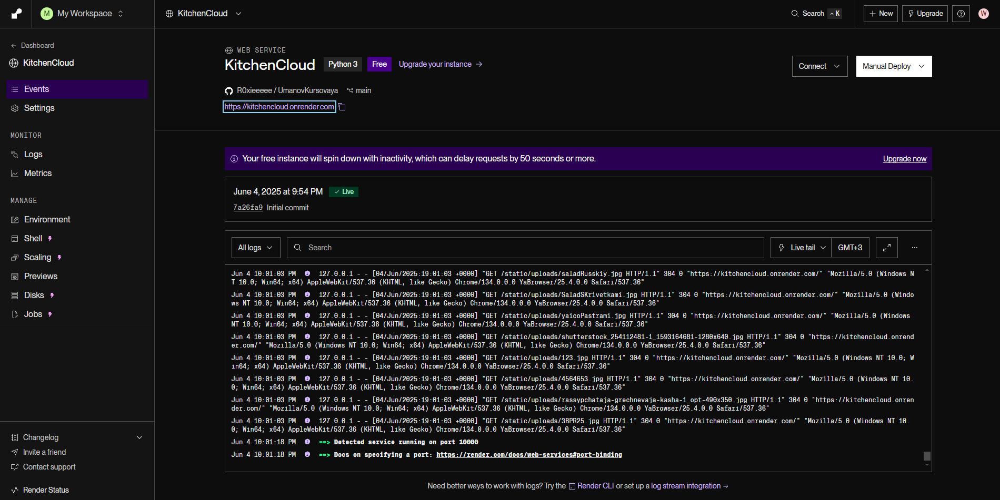 M My Workspace
KitchenCloud
Search ^ K
New
Upgrade
W
Dashboard
KitchenCloud
Events
Settings
MONITOR
Logs
Metrics
MANAGE
Environment
Shell
Scaling
Previews
Disks
Jobs
Changelog
Invite a friend
Contact support
Render Status
WEB SERVICE
KitchenCloud Python 3 Free Upgrade your instance →
Connect
Manual Deploy
R0xieeeee / UmanovKursovaya main
https://kitchencloud.onrender.com
Your free instance will spin down with inactivity, which can delay requests by 50 seconds or more. Upgrade now
June 4, 2025 at 9:54 PM Live
7a26fa9 Initial commit
All logs Search Live tail GMT+3 ...
Jun 4 10:01:03 PM 127.0.0.1 - - [04/Jun/2025:19:01:03 +0000] "GET /static/uploads/saladRusskiy.jpg HTTP/1.1" 304 0 "https://kitchencloud.onrender.com/" "Mozilla/5.0 (Windows N
T 10.0; Win64; x64) AppleWebKit/537.36 (KHTML, like Gecko) Chrome/134.0.0.0 YaBrowser/25.4.0.0 Safari/537.36"
Jun 4 10:01:03 PM 127.0.0.1 - - [04/Jun/2025:19:01:03 +0000] "GET /static/uploads/SaladSKrivetkami.jpg HTTP/1.1" 304 0 "https://kitchencloud.onrender.com/" "Mozilla/5.0 (Windo
ws NT 10.0; Win64; x64) AppleWebKit/537.36 (KHTML, like Gecko) Chrome/134.0.0.0 YaBrowser/25.4.0.0 Safari/537.36"
Jun 4 10:01:03 PM 127.0.0.1 - - [04/Jun/2025:19:01:03 +0000] "GET /static/uploads/yaicoPastrami.jpg HTTP/1.1" 304 0 "https://kitchencloud.onrender.com/" "Mozilla/5.0 (Windows
NT 10.0; Win64; x64) AppleWebKit/537.36 (KHTML, like Gecko) Chrome/134.0.0.0 YaBrowser/25.4.0.0 Safari/537.36"
Jun 4 10:01:03 PM 127.0.0.1 - - [04/Jun/2025:19:01:03 +0000] "GET /static/uploads/shutterstock_254112481-1_1593164681-1280x640.jpg HTTP/1.1" 304 0 "https://kitchencloud.onrend
er.com/" "Mozilla/5.0 (Windows NT 10.0; Win64; x64) AppleWebKit/537.36 (KHTML, like Gecko) Chrome/134.0.0.0 YaBrowser/25.4.0.0 Safari/537.36"
Jun 4 10:01:03 PM 127.0.0.1 - - [04/Jun/2025:19:01:03 +0000] "GET /static/uploads/123.jpg HTTP/1.1" 304 0 "https://kitchencloud.onrender.com/" "Mozilla/5.0 (Windows NT 10.0; W
in64; x64) AppleWebKit/537.36 (KHTML, like Gecko) Chrome/134.0.0.0 YaBrowser/25.4.0.0 Safari/537.36"
Jun 4 10:01:03 PM 127.0.0.1 - - [04/Jun/2025:19:01:03 +0000] "GET /static/uploads/4564653.jpg HTTP/1.1" 304 0 "https://kitchencloud.onrender.com/" "Mozilla/5.0 (Windows NT 10.
0; Win64; x64) AppleWebKit/537.36 (KHTML, like Gecko) Chrome/134.0.0.0 YaBrowser/25.4.0.0 Safari/537.36"
Jun 4 10:01:03 PM 127.0.0.1 - - [04/Jun/2025:19:01:03 +0000] "GET /static/uploads/rassypchataja-grechnevaja-kasha-1_opt-490x350.jpg HTTP/1.1" 304 0 "https://kitchencloud.onren
der.com/" "Mozilla/5.0 (Windows NT 10.0; Win64; x64) AppleWebKit/537.36 (KHTML, like Gecko) Chrome/134.0.0.0 YaBrowser/25.4.0.0 Safari/537.36"
Jun 4 10:01:03 PM 127.0.0.1 - - [04/Jun/2025:19:01:03 +0000] "GET /static/uploads/3BPR25.jpg HTTP/1.1" 304 0 "https://kitchencloud.onrender.com/" "Mozilla/5.0 (Windows NT 10.
0; Win64; x64) AppleWebKit/537.36 (KHTML, like Gecko) Chrome/134.0.0.0 YaBrowser/25.4.0.0 Safari/537.36"
Jun 4 10:01:18 PM ==> Detected service running on port 10000
Jun 4 10:01:18 PM ==> Docs on specifying a port: https://render.com/docs/web-services#port-binding
Need better ways to work with logs? Try the Render CLI or set up a log stream integration →